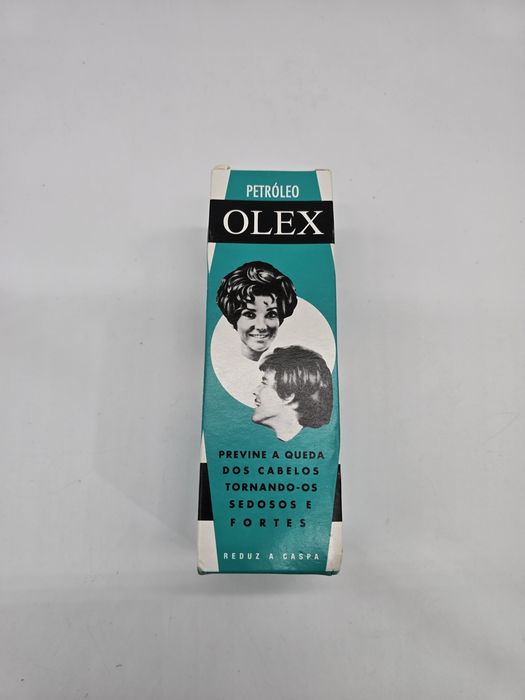 PETRÓLEO
OLEX
PREVINE A QUEDA
DOS CABELOS
TORNANDO-OS
SEDOSOS E
FORTES
REDUZ A CASPA